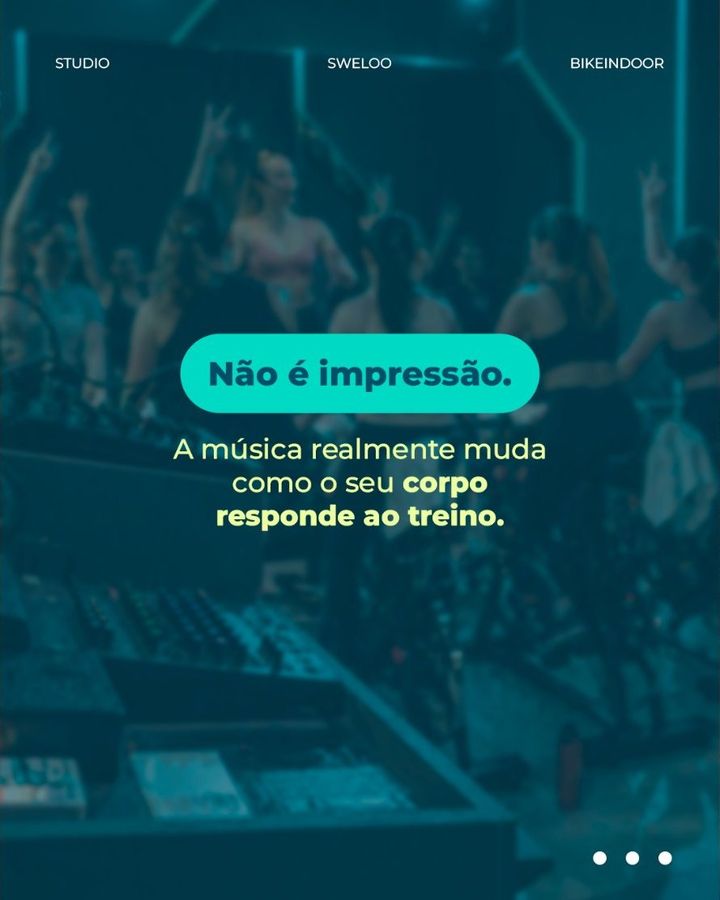 STUDIO
SWELOO
BIKEINDOOR
Não é impressão.
A música realmente muda
como o seu corpo
responde ao treino.